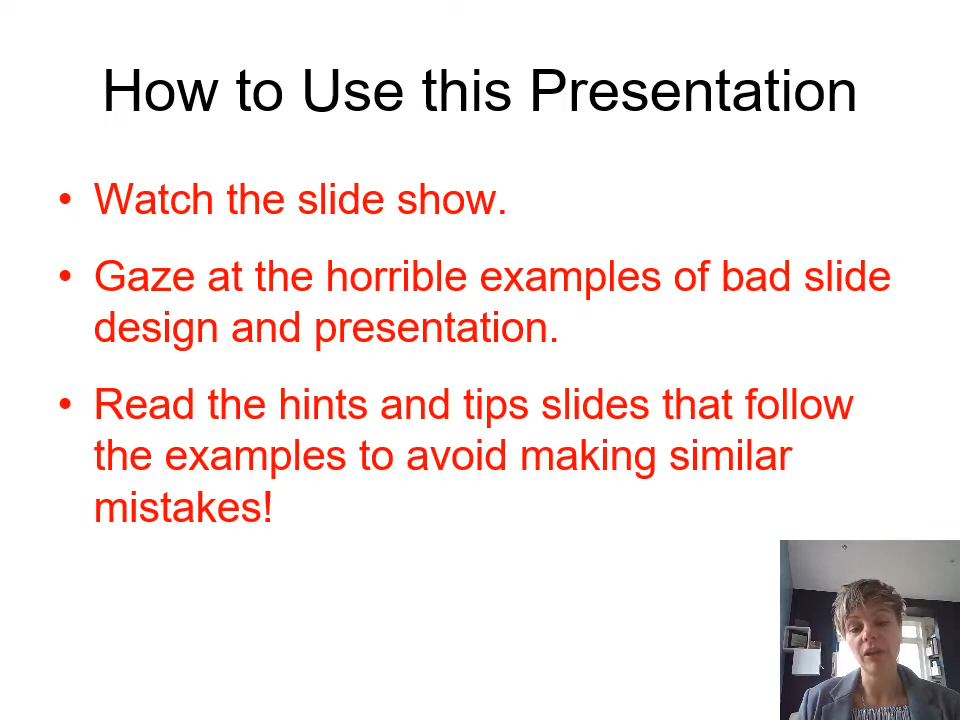 How to Use this Presentation
• Watch the slide show.
• Gaze at the horrible examples of bad slide
design and presentation.
• Read the hints and tips slides that follow
the examples to avoid making similar
mistakes!